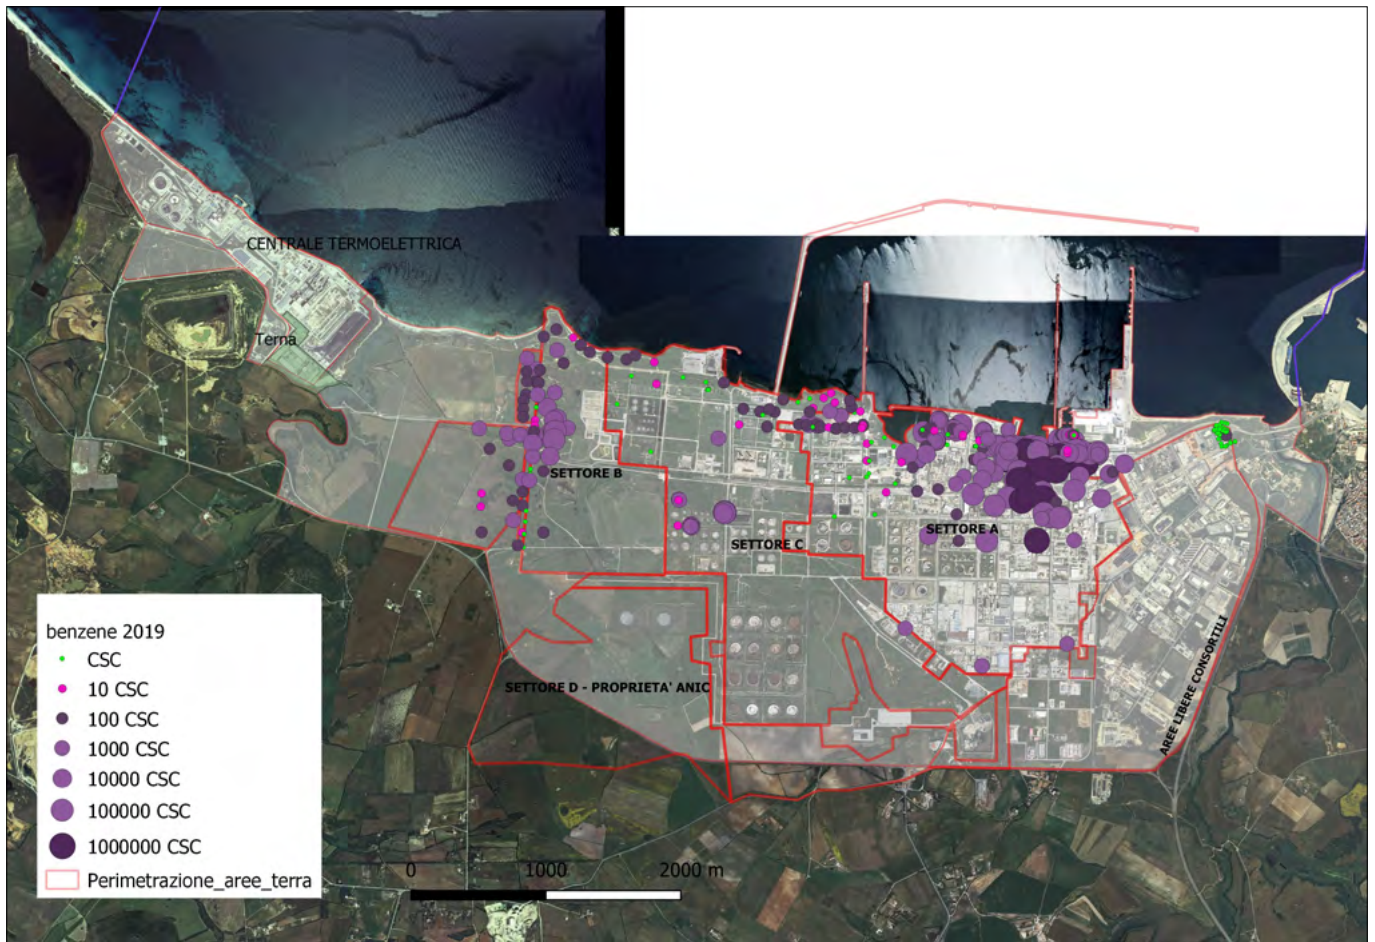 CENTRALE TERMOELETTRICA
Terna
SETTORE B
SETTORE A
SETTORE C
SETTORE D - PROPRIETA' ANIC
AREE LIBERE CONSORTILI
benzene 2019
CSC
10 CSC
100 CSC
1000 CSC
10000 CSC
100000 CSC
1000000 CSC
Perimetrazione_aree_terra
0 1000 2000 m